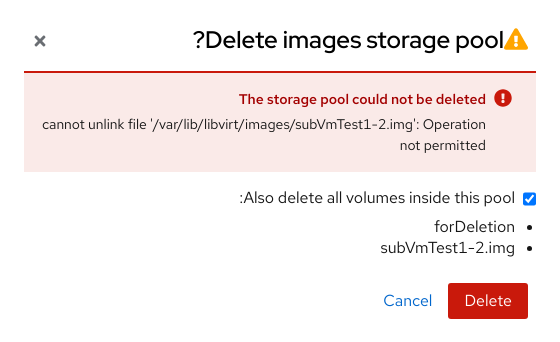 ?Delete images storage pool
The storage pool could not be deleted
cannot unlink file '/var/lib/libvirt/images/subVmTest1-2.img': Operation
not permitted
:Also delete all volumes inside this pool
forDeletion
subVmTest1-2.img
Cancel Delete